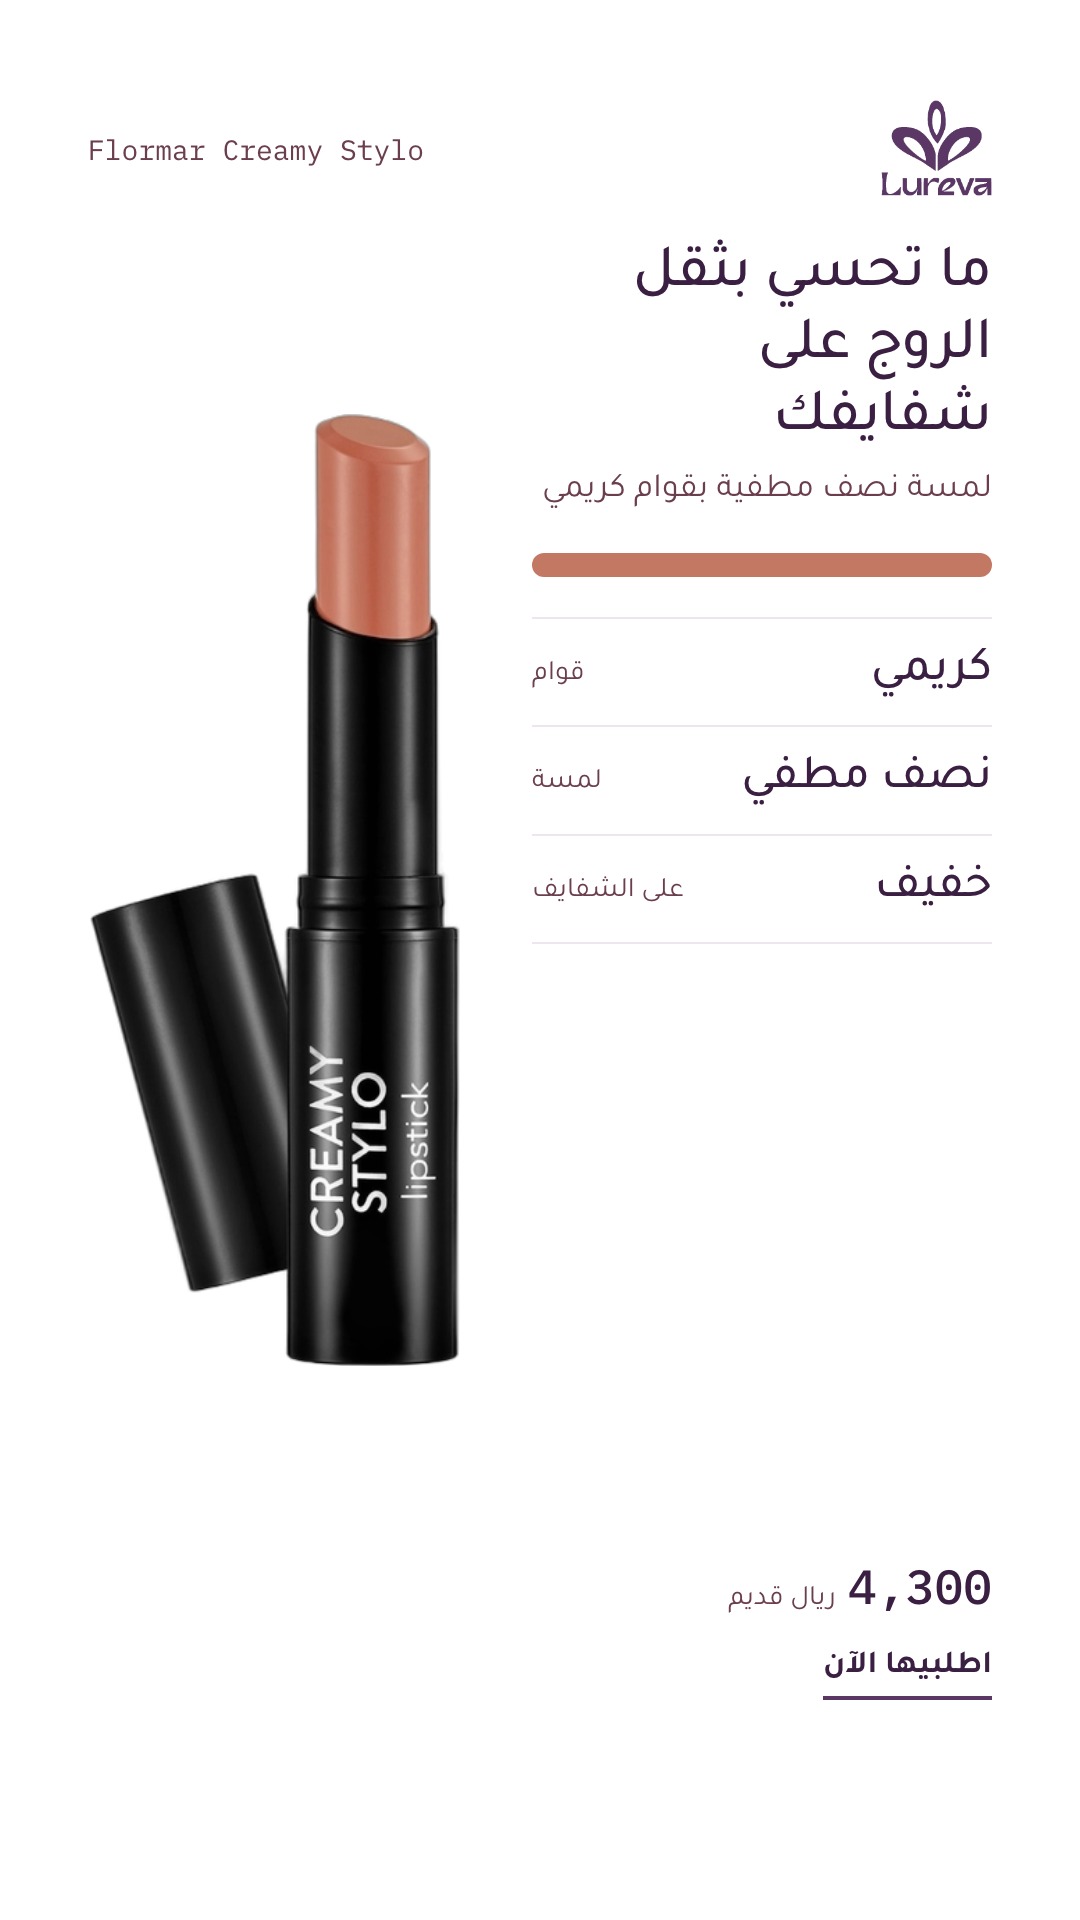 Flormar Creamy Stylo
Lureva
ما تحسي بثقل
الروج على
شفايفك
لمسة نصف مطفية بقوام كريمي
كريمي قوام
نصف مطفي لمسة
خفيف على الشفايف
CREAMY
STYLO
lipstick
4,300 ريال قديم
اطلبيها الآن